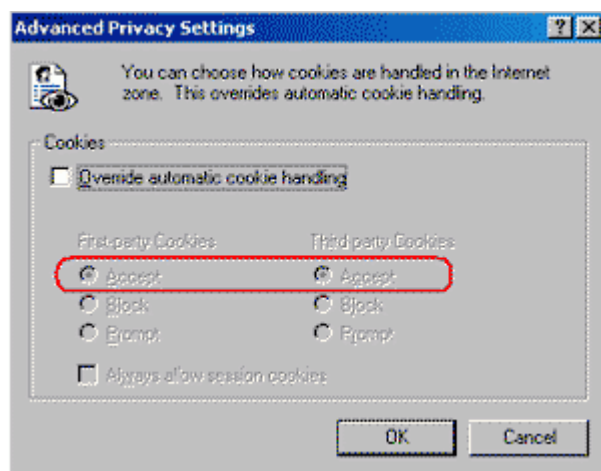 Advanced Privacy Settings
You can choose how cookies are handled in the Internet
zone. This overrides automatic cookie handling.
Cookies
Override automatic cookie handling
First-party Cookies Third-party Cookies
Accept Accept
Block Block
Prompt Prompt
Always allow session cookies
OK Cancel